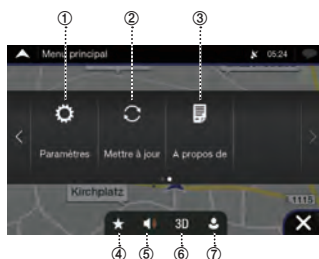 ① ② ③
Menu principal 05:24
Paramètres Mettre à jour A propos de
Kirchplatz
1115
3D
④ ⑤ ⑥ ⑦